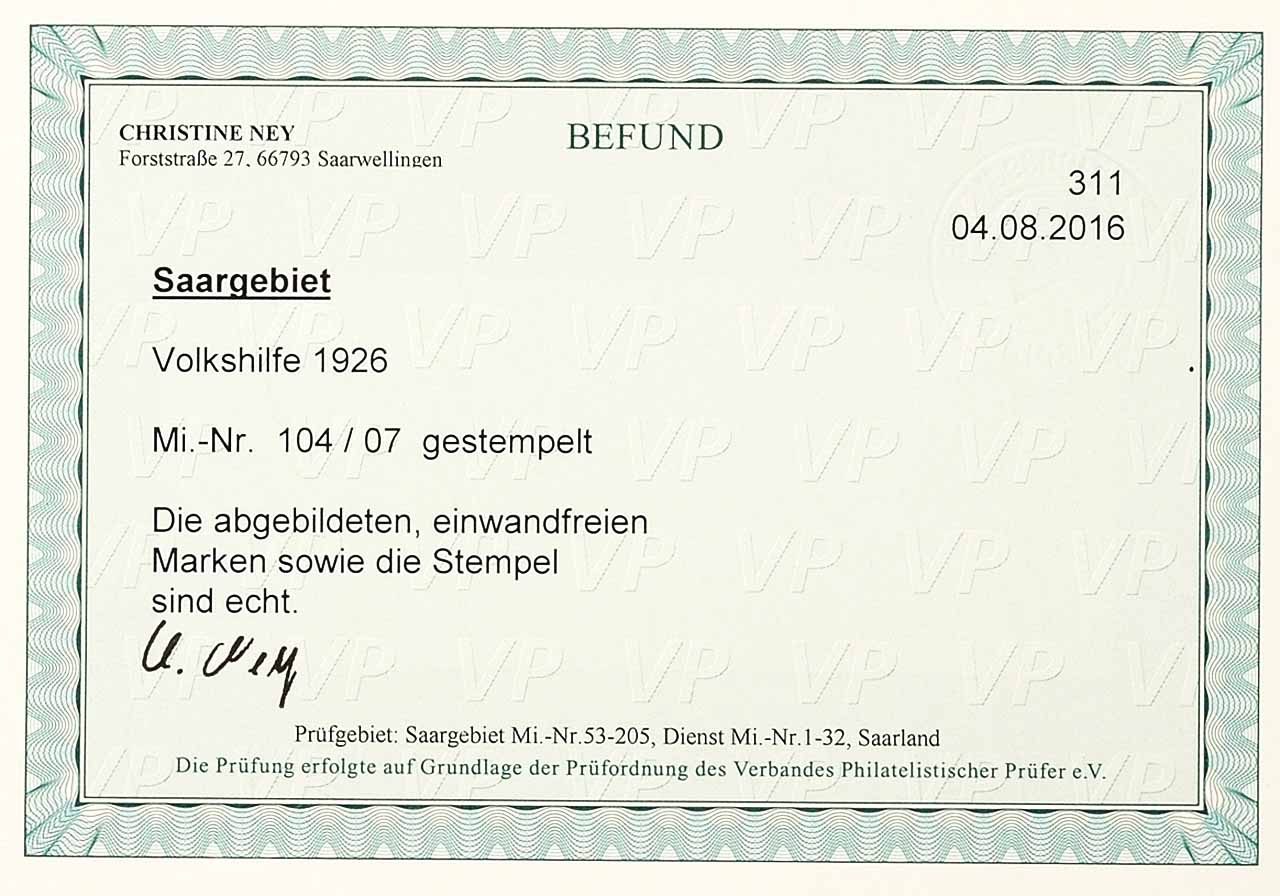 CHRISTINE NEY
Forststraße 27, 66793 Saarwellingen
BEFUND
311
04.08.2016
Saargebiet
Volkshilfe 1926
Mi.-Nr. 104 / 07 gestempelt
Die abgebildeten, einwandfreien
Marken sowie die Stempel
sind echt.
C. Ney
Prüfgebiet: Saargebiet Mi.-Nr.53-205, Dienst Mi.-Nr.1-32, Saarland
Die Prüfung erfolgte auf Grundlage der Prüfordnung des Verbandes Philatelistischer Prüfer e.V.